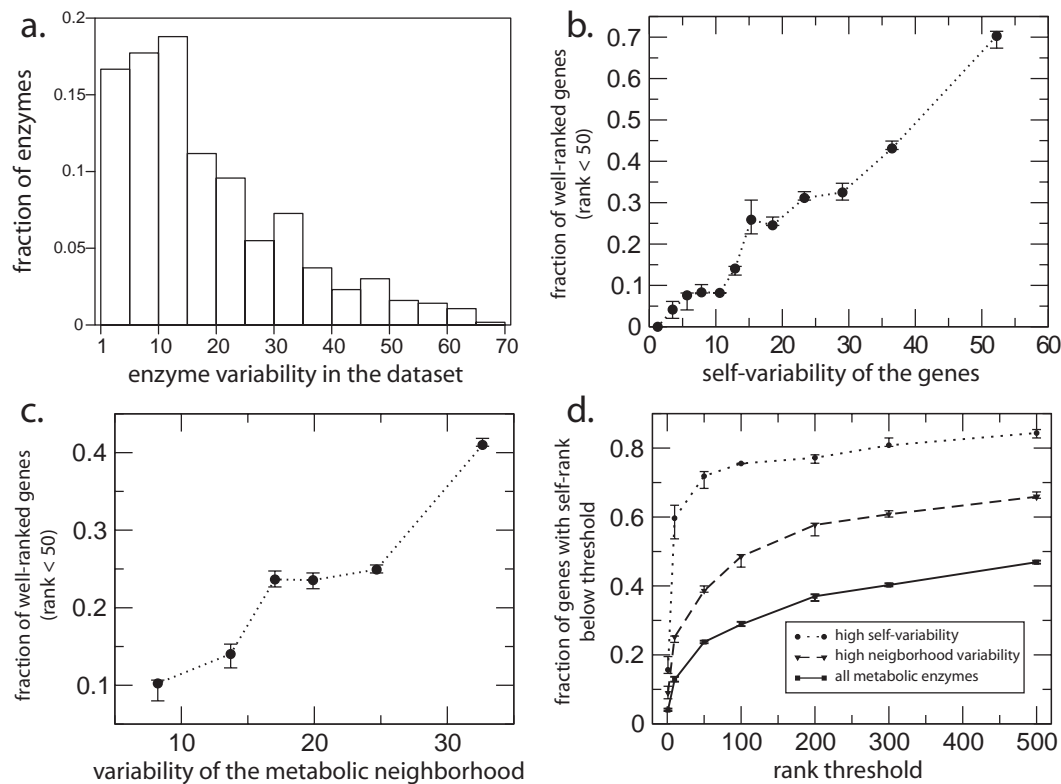 a.
fraction of enzymes
0.2
0.15
0.1
0.05
0
1 10 20 30 40 50 60 70
enzyme variability in the dataset
b.
fraction of well-ranked genes
(rank < 50)
0.7
0.6
0.5
0.4
0.3
0.2
0.1
0
0 10 20 30 40 50 60
self-variability of the genes
c.
fraction of well-ranked genes
(rank < 50)
0.4
0.3
0.2
0.1
10 20 30
variability of the metabolic neighborhood
d.
fraction of genes with self-rank
below threshold
0.8
0.6
0.4
0.2
0
0 100 200 300 400 500
rank threshold
high self-variability
high neigborhood variability
all metabolic enzymes